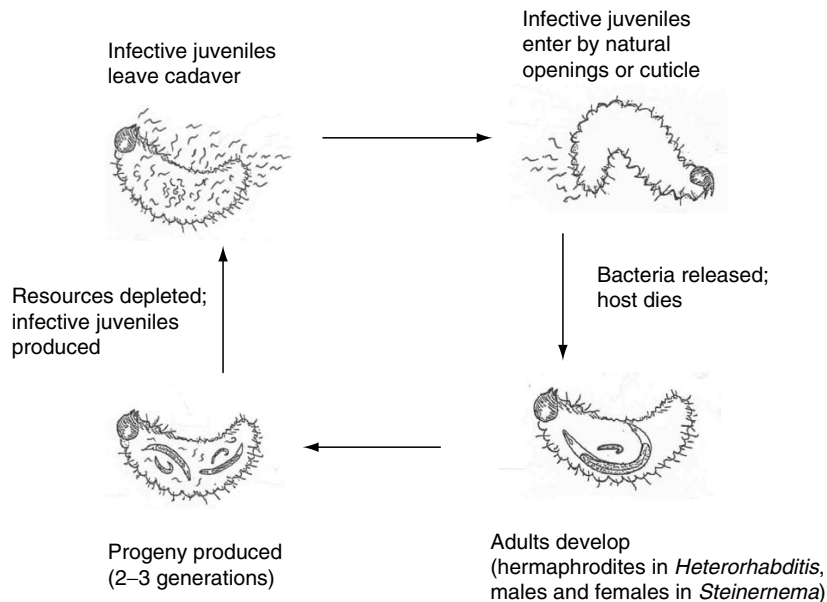 Infective juveniles
leave cadaver
Infective juveniles
enter by natural
openings or cuticle
Bacteria released;
host dies
Adults develop
(hermaphrodites in Heterorhabditis,
males and females in Steinernema)
Progeny produced
(2–3 generations)
Resources depleted;
infective juveniles
produced